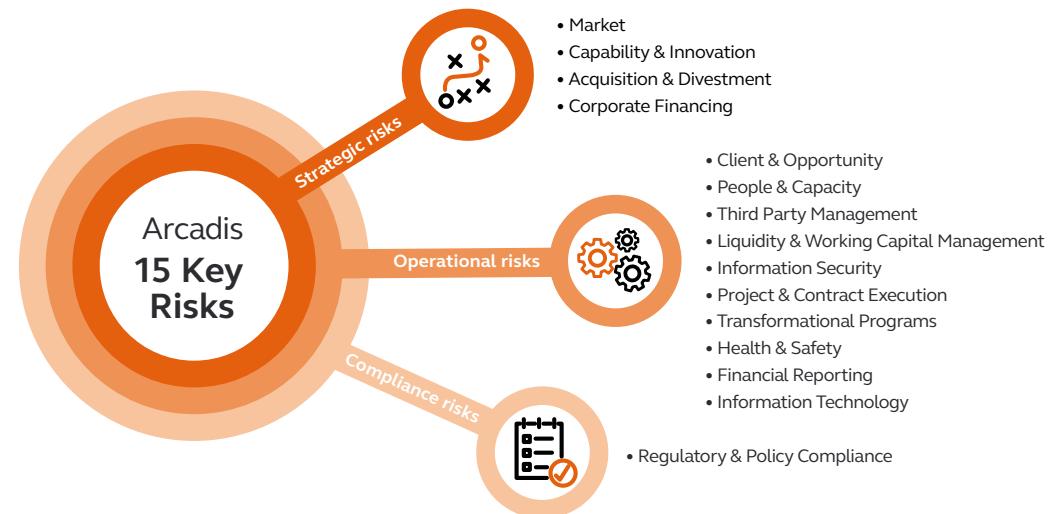 Arcadis
15 Key
Risks
Strategic risks
• Market
• Capability & Innovation
• Acquisition & Divestment
• Corporate Financing
Operational risks
• Client & Opportunity
• People & Capacity
• Third Party Management
• Liquidity & Working Capital Management
• Information Security
• Project & Contract Execution
• Transformational Programs
• Health & Safety
• Financial Reporting
• Information Technology
Compliance risks
• Regulatory & Policy Compliance